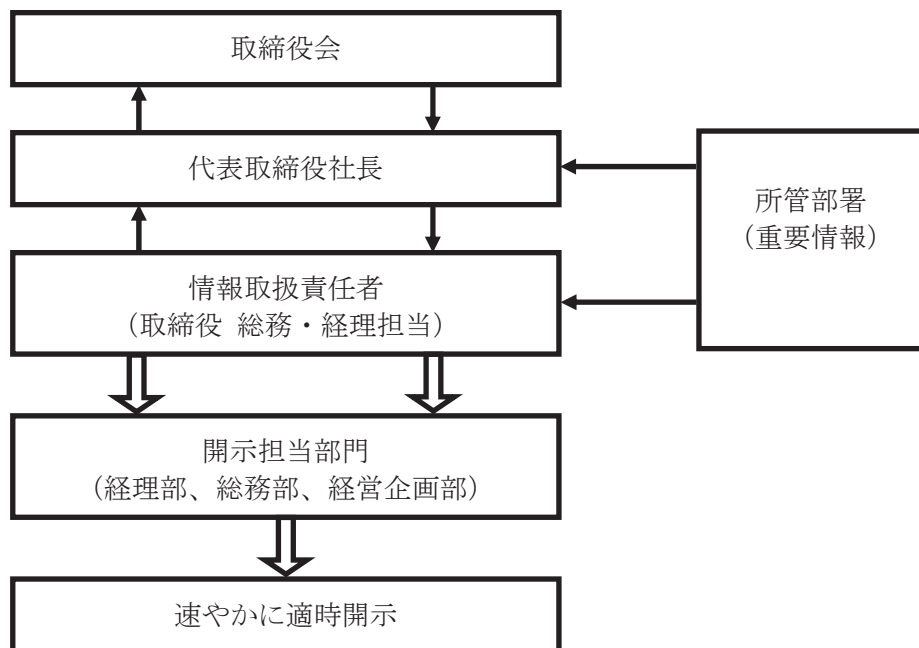 取締役会
代表取締役社長
所管部署
（重要情報）
情報取扱責任者
（取締役 総務・経理担当）
開示担当部門
（経理部、総務部、経営企画部）
速やかに適時開示